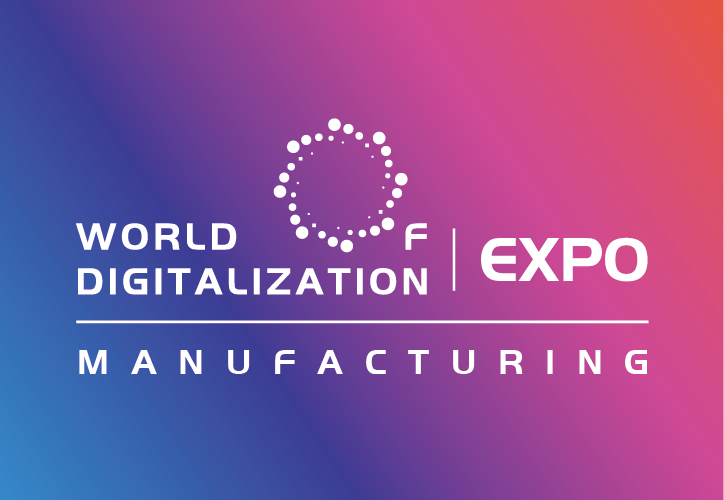 WORLD OF
DIGITALIZATION
EXPO
MANUFACTURING